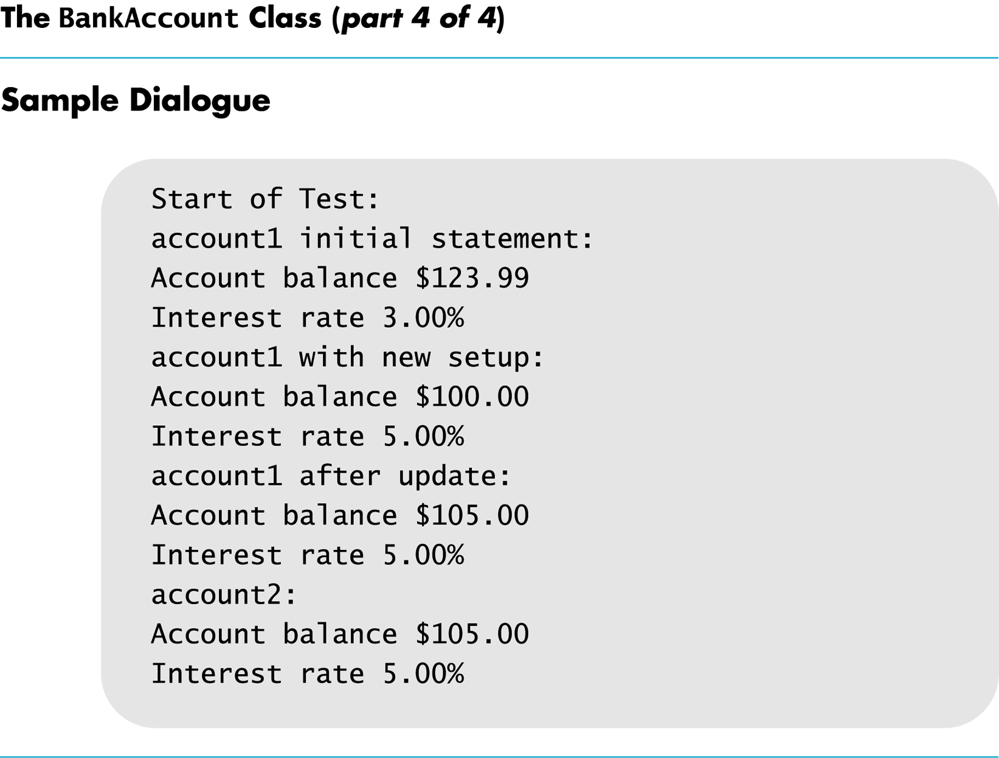 The BankAccount Class (part 4 of 4)
Sample Dialogue
Start of Test:
account1 initial statement:
Account balance $123.99
Interest rate 3.00%
account1 with new setup:
Account balance $100.00
Interest rate 5.00%
account1 after update:
Account balance $105.00
Interest rate 5.00%
account2:
Account balance $105.00
Interest rate 5.00%